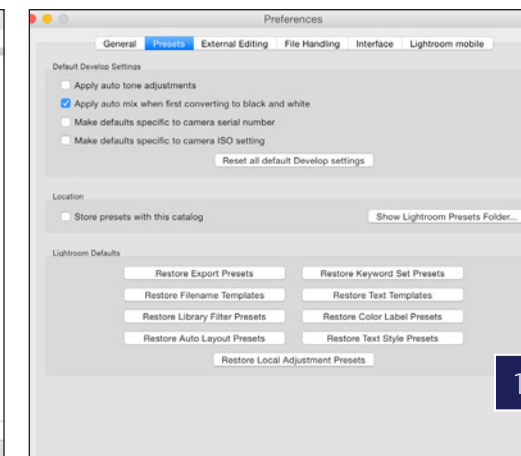 Preferences
General Presets External Editing File Handling Interface Lightroom mobile
Default Develop Settings
Apply auto tone adjustments
Apply auto mix when first converting to black and white
Make defaults specific to camera serial number
Make defaults specific to camera ISO setting
Reset all default Develop settings
Location
Store presets with this catalog
Show Lightroom Presets Folder...
Lightroom Defaults
Restore Export Presets Restore Keyword Set Presets
Restore Filename Templates Restore Text Templates
Restore Library Filter Presets Restore Color Label Presets
Restore Auto Layout Presets Restore Text Style Presets
Restore Local Adjustment Presets